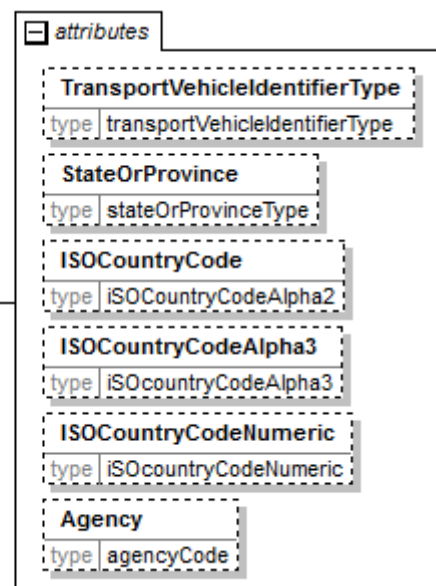 attributes
TransportVehicleIdentifierType
type transportVehicleIdentifierType
StateOrProvince
type stateOrProvinceType
ISOCountryCode
type iSOCountryCodeAlpha2
ISOCountryCodeAlpha3
type iSOcountryCodeAlpha3
ISOCountryCodeNumeric
type iSOcountryCodeNumeric
Agency
type agencyCode